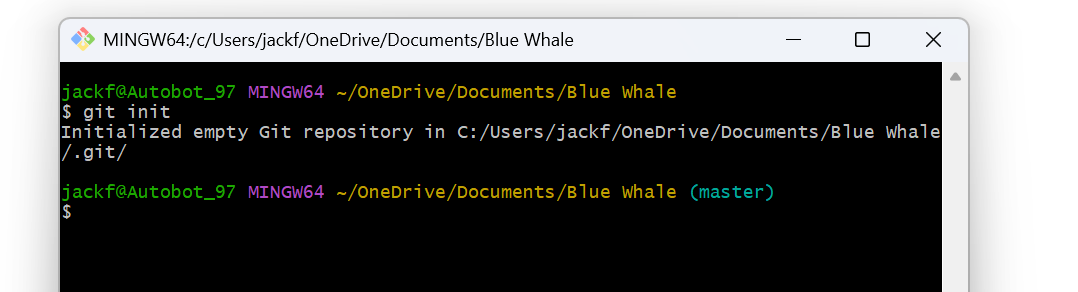 MINGW64:/c/Users/jackf/OneDrive/Documents/Blue Whale
jackf@Autobot_97 MINGW64 ~/OneDrive/Documents/Blue Whale
$ git init
Initialized empty Git repository in C:/Users/jackf/OneDrive/Documents/Blue Whale
/.git/
jackf@Autobot_97 MINGW64 ~/OneDrive/Documents/Blue Whale (master)
$